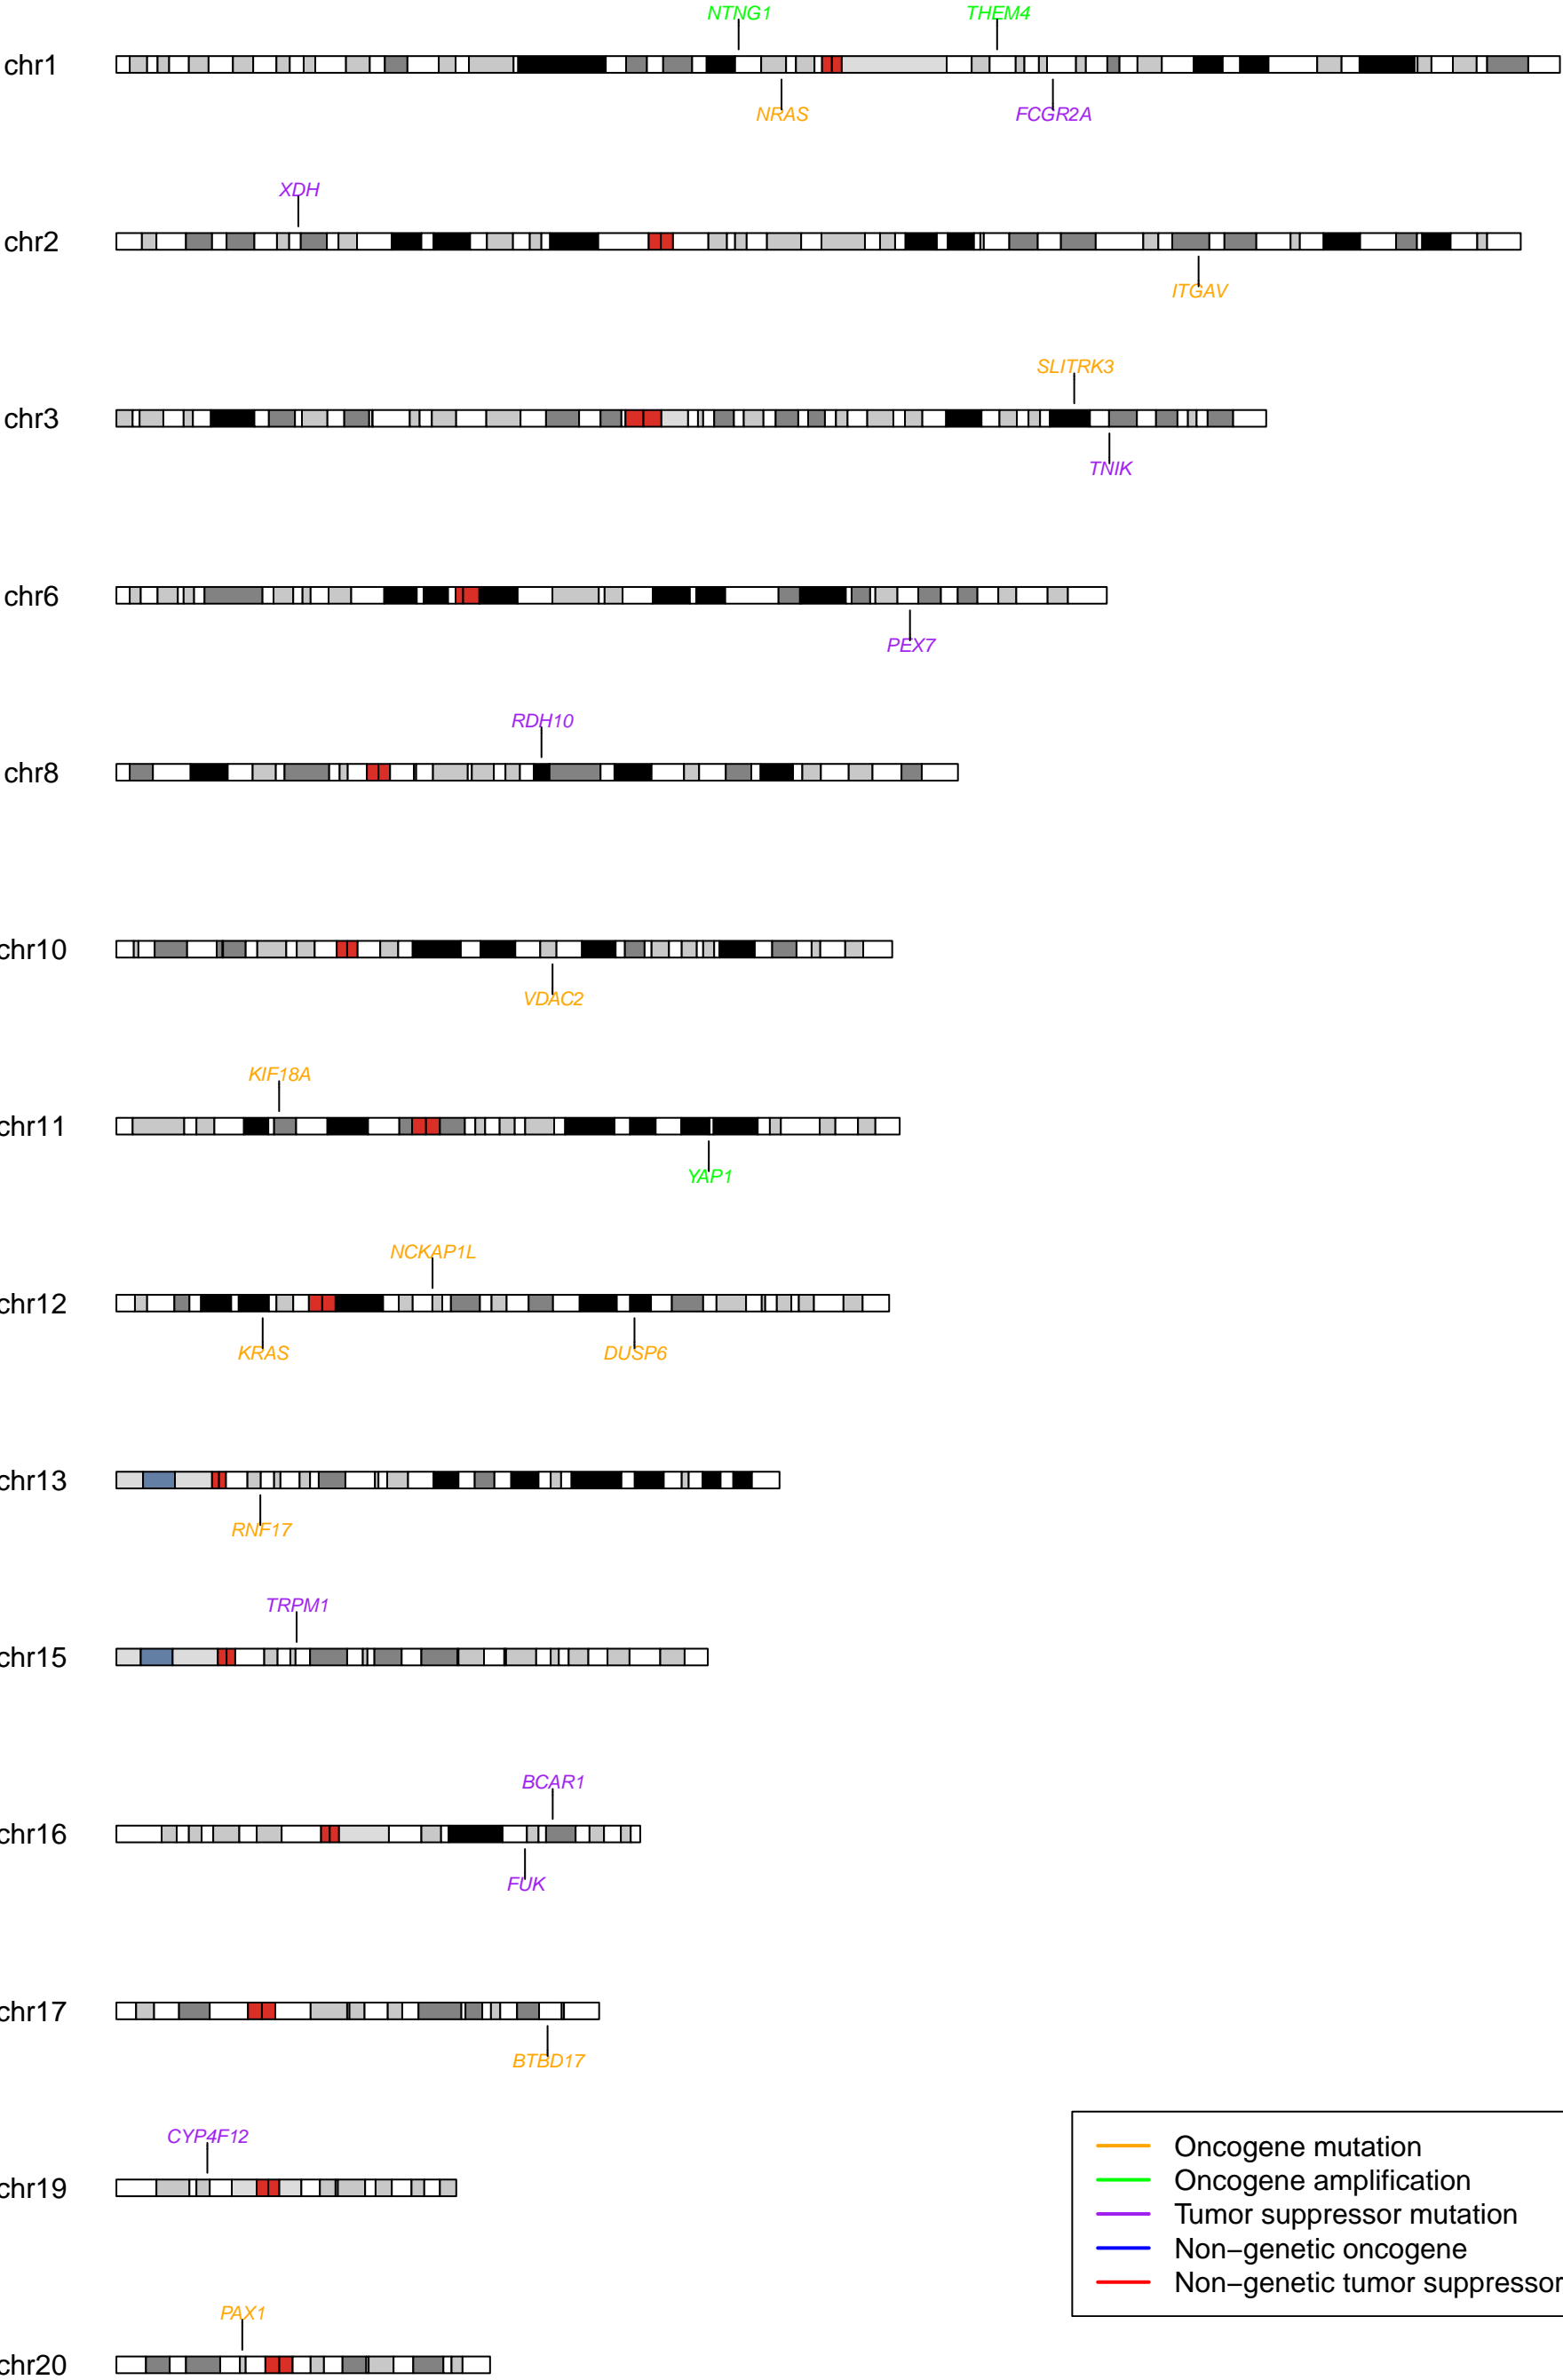 NTNG1 THEM4
chr1
NRAS FCGR2A
XDH
chr2
ITGAV
SLITRK3
chr3
TNIK
chr6
PEX7
RDH10
chr8
chr10
VDAC2
KIF18A
chr11
YAP1
NCKAP1L
chr12
KRAS DUSP6
chr13
RNF17
TRPM1
chr15
BCAR1
chr16
FUK
chr17
BTBD17
CYP4F12
chr19
Oncogene mutation
Oncogene amplification
Tumor suppressor mutation
Non−genetic oncogene
Non−genetic tumor suppressor
PAX1
chr20